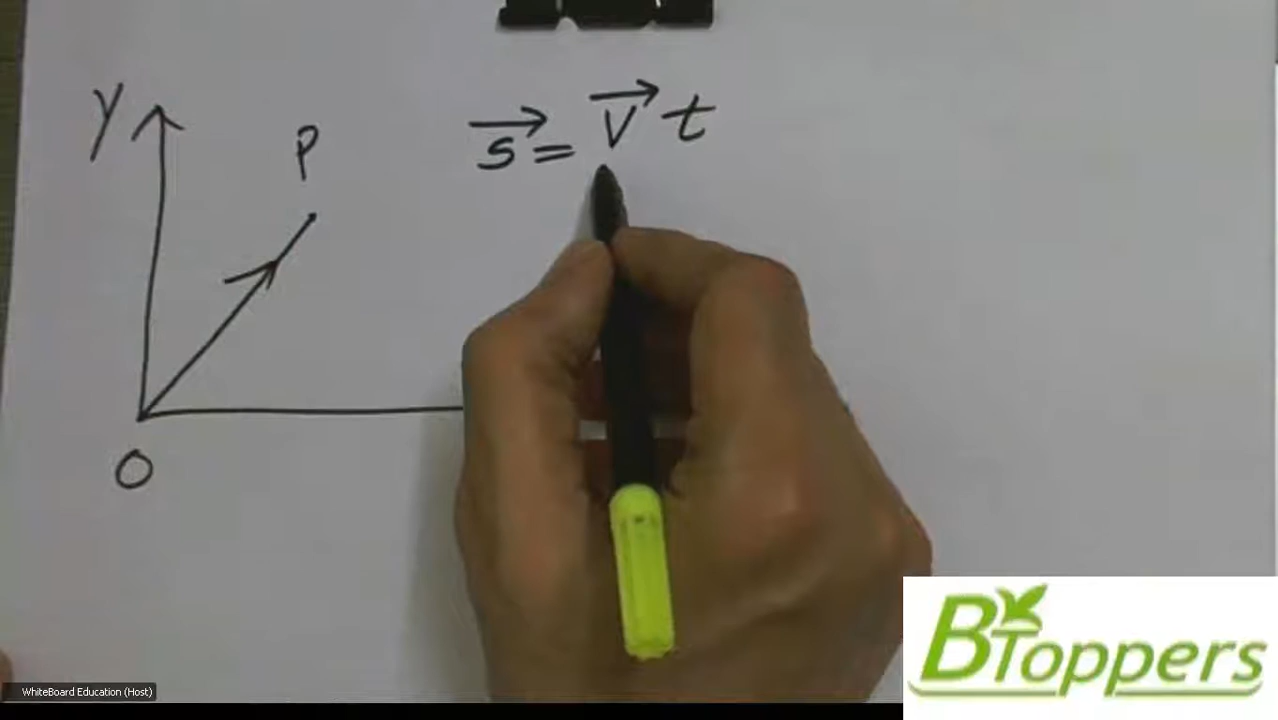 y
P
s⃗ = v⃗ t
O
WhiteBoard Education (Host)
BToppers